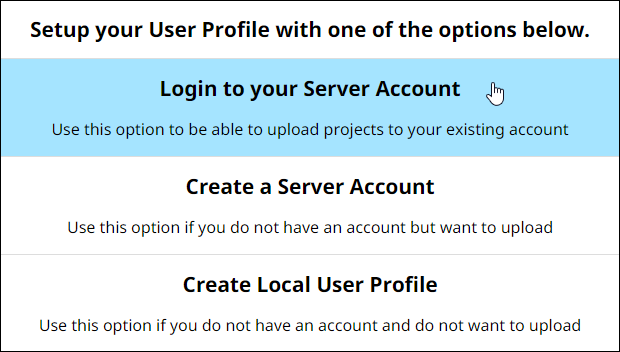 Setup your User Profile with one of the options below.
Login to your Server Account
Use this option to be able to upload projects to your existing account
Create a Server Account
Use this option if you do not have an account but want to upload
Create Local User Profile
Use this option if you do not have an account and do not want to upload